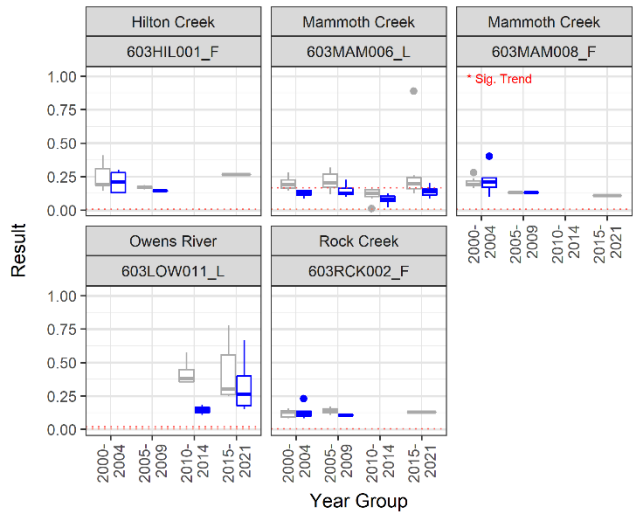 Hilton Creek
603HIL001_F
Mammoth Creek
603MAM006_L
Mammoth Creek
603MAM008_F
* Sig. Trend
1.00
0.75
0.50
0.25
0.00
2000-
2004
2005-
2009
2010-
2014
2015-
2021
Owens River
603LOW011_L
Rock Creek
603RCK002_F
1.00
0.75
0.50
0.25
0.00
2000-
2004
2005-
2009
2010-
2014
2015-
2021
2000-
2004
2005-
2009
2010-
2014
2015-
2021
Result
Year Group